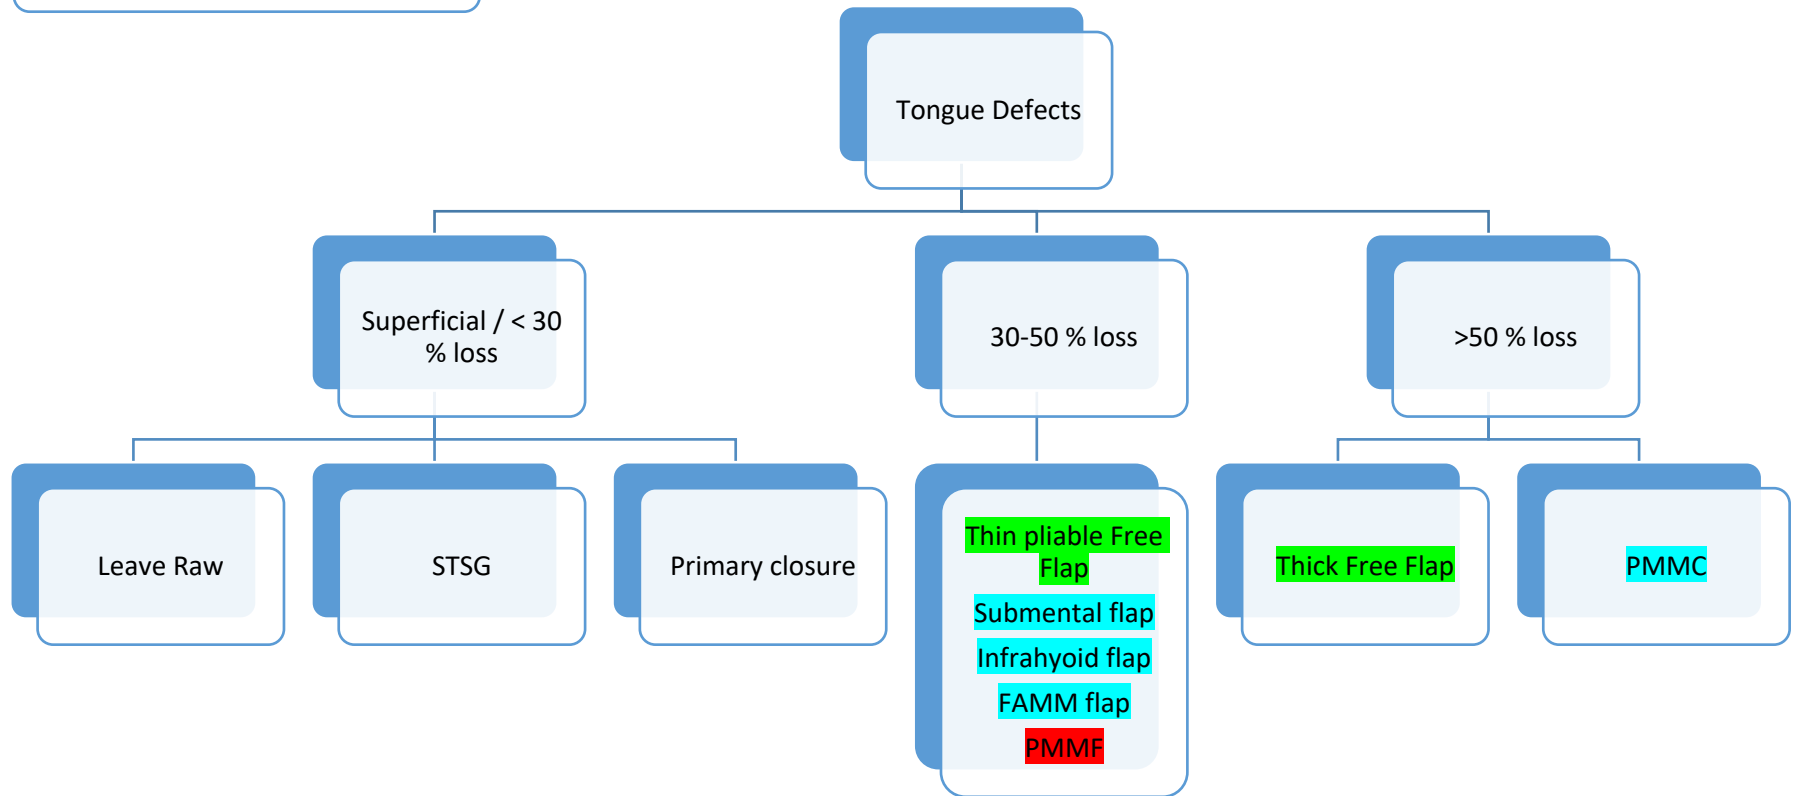 Tongue Defects
Superficial / < 30
% loss
30-50 % loss
>50 % loss
Leave Raw
STSG
Primary closure
Thin pliable Free
Flap
Submental flap
Infrahyoid flap
FAMM flap
PMMF
Thick Free Flap
PMMC